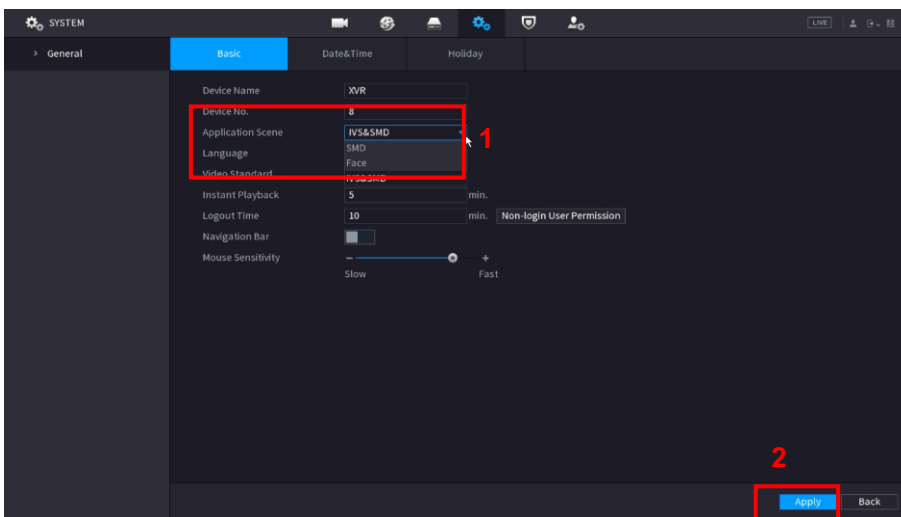 SYSTEM
LIVE
General
Basic Date&Time Holiday
Device Name XVR
Device No. 8
Application Scene IVS&SMD
1
SMD
Language
Face
Video Standard IVS&SMD
Instant Playback 5 min.
Logout Time 10 min. Non-login User Permission
Navigation Bar
Mouse Sensitivity - +
Slow Fast
2
Apply Back